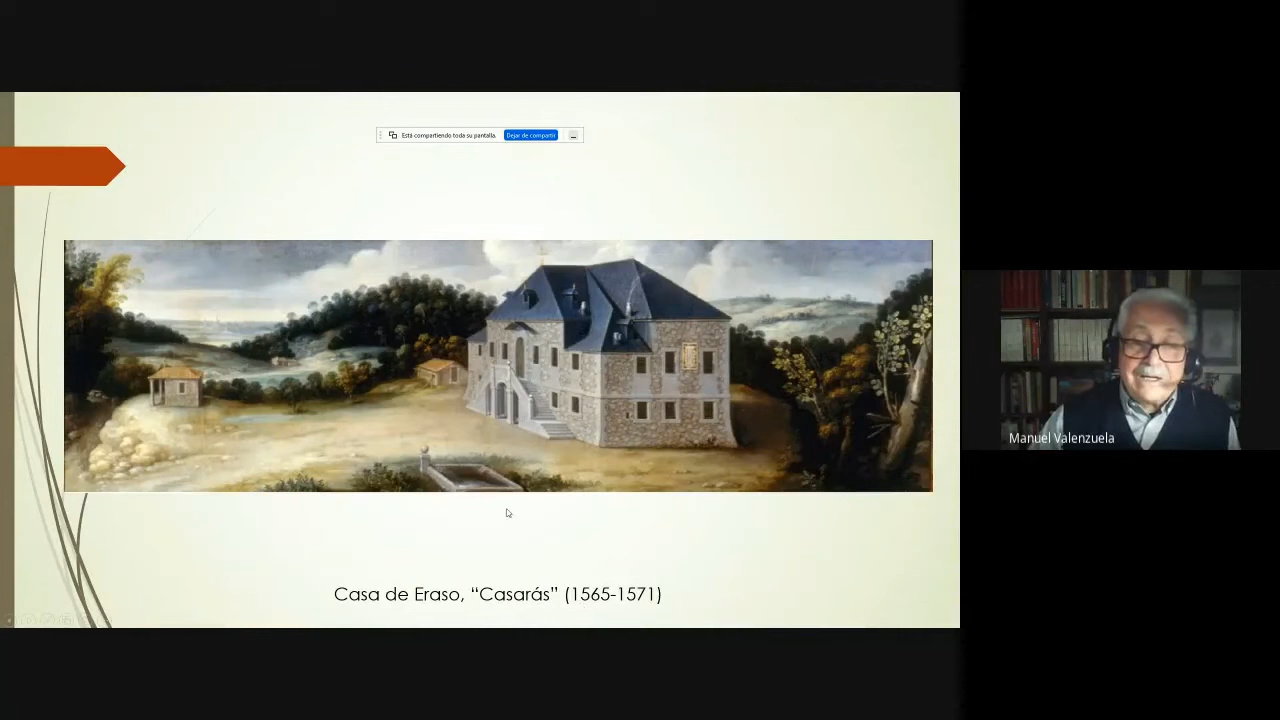 Está compartiendo toda su pantalla.
Dejar de compartir
Manuel Valenzuela
Casa de Eraso, “Casarás” (1565-1571)